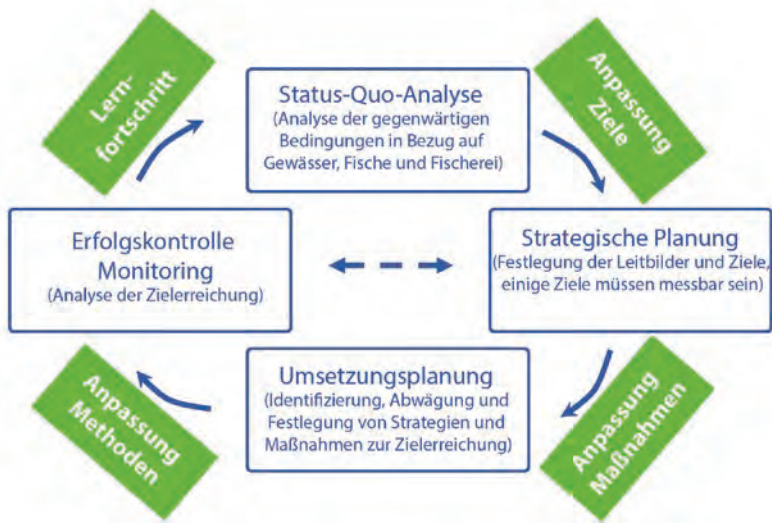 Lern-
fortschritt
Status-Quo-Analyse
(Analyse der gegenwärtigen
Bedingungen in Bezug auf
Gewässer, Fische und Fischerei)
Anpassung
Ziele
Erfolgskontrolle
Monitoring
(Analyse der Zielerreichung)
Strategische Planung
(Festlegung der Leitbilder und Ziele,
einige Ziele müssen messbar sein)
Anpassung
Methoden
Umsetzungsplanung
(Identifizierung, Abwägung und
Festlegung von Strategien und
Maßnahmen zur Zielerreichung)
Anpassung
Maßnahmen